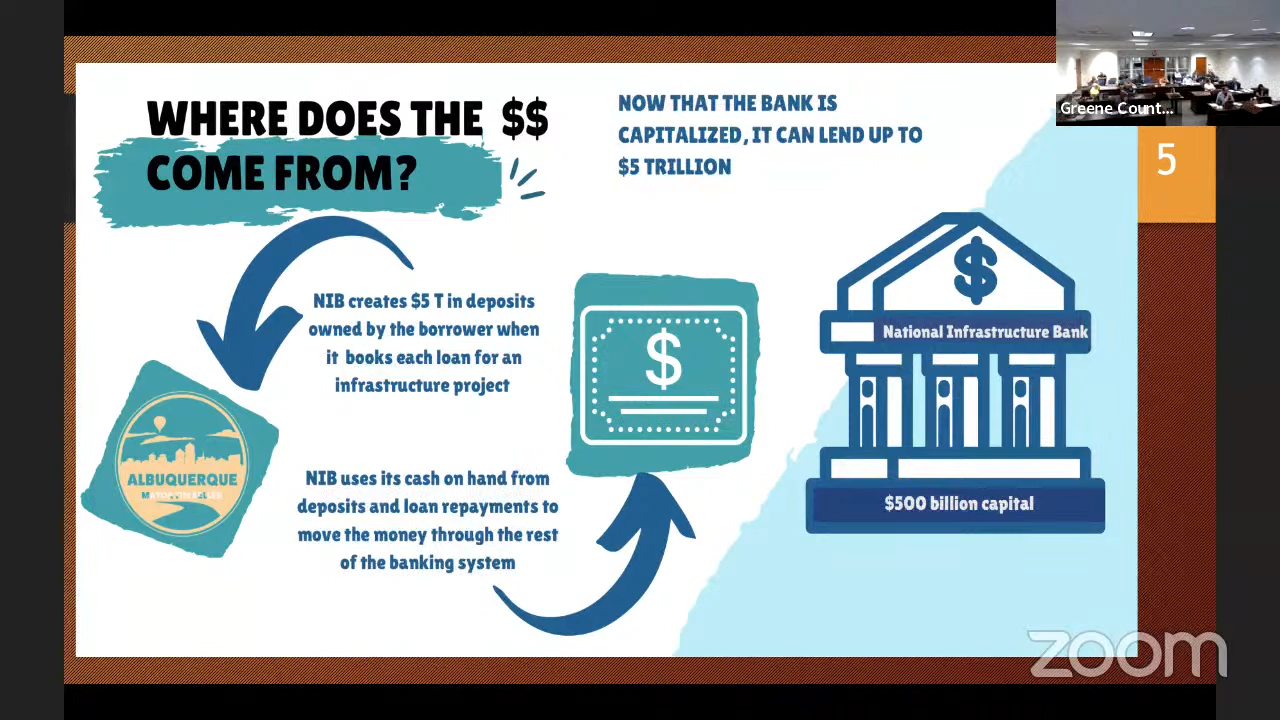 WHERE DOES THE $$
COME FROM?
NOW THAT THE BANK IS
CAPITALIZED, IT CAN LEND UP TO
$5 TRILLION
Greene Count...
5
NIB creates $5 T in deposits
owned by the borrower when
it books each loan for an
infrastructure project
$
$
National Infrastructure Bank
ALBUQUERQUE
NIB uses its cash on hand from
deposits and loan repayments to
move the money through the rest
of the banking system
$500 billion capital
zoom